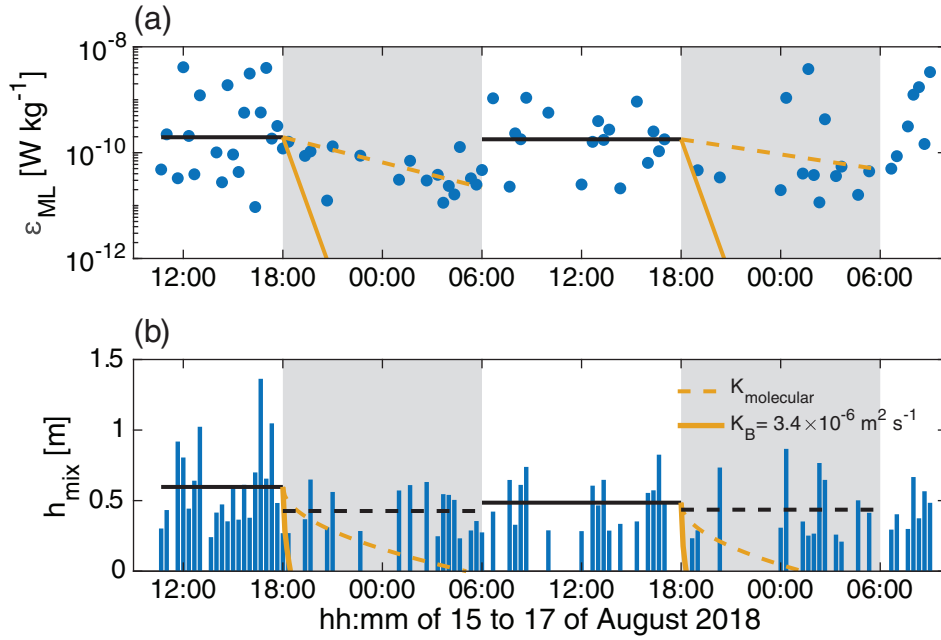 (a)
ε_ML [W kg⁻¹]
10⁻⁸
10⁻¹⁰
10⁻¹²
12:00 18:00 00:00 06:00 12:00 18:00 00:00 06:00
(b)
h_mix [m]
1.5
1
0.5
0
K_molecular
K_B = 3.4×10⁻⁶ m² s⁻¹
12:00 18:00 00:00 06:00 12:00 18:00 00:00 06:00
hh:mm of 15 to 17 of August 2018